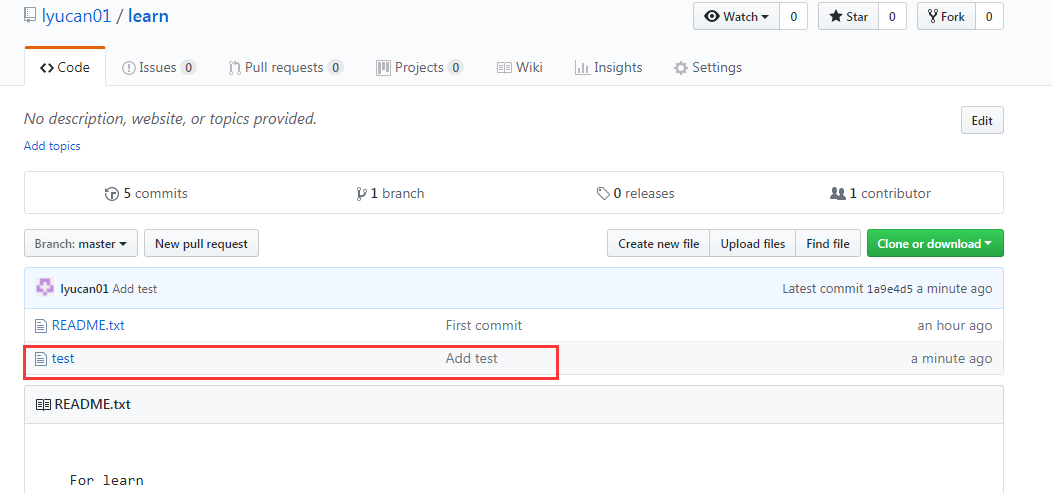 lyucan01 / learn Watch 0 Star 0 Fork 0
Code Issues 0 Pull requests 0 Projects 0 Wiki Insights Settings
No description, website, or topics provided. Edit
Add topics
5 commits 1 branch 0 releases 1 contributor
Branch: master New pull request Create new file Upload files Find file Clone or download
lyucan01 Add test Latest commit 1a9e4d5 a minute ago
README.txt First commit an hour ago
test Add test a minute ago
README.txt
For learn